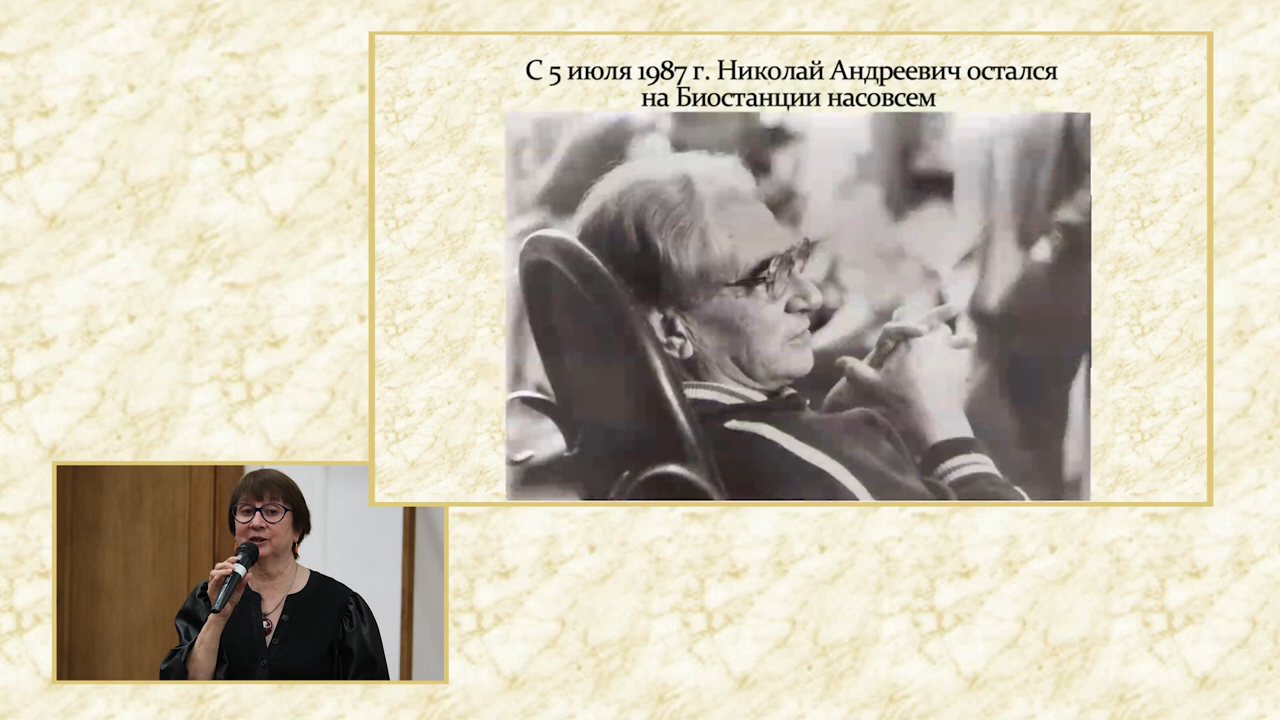 С 5 июля 1987 г. Николай Андреевич остался
на Биостанции насовсем